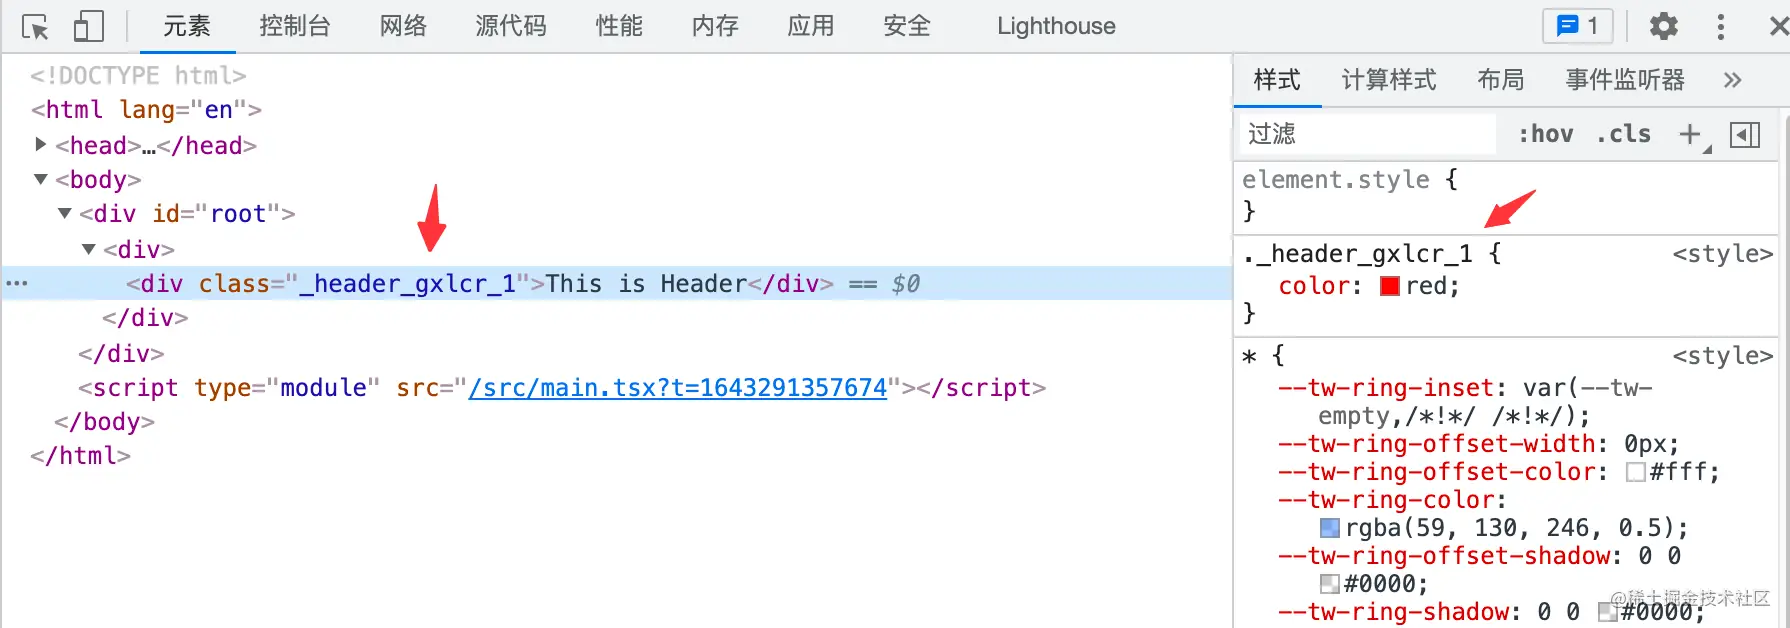 元素 控制台 网络 源代码 性能 内存 应用 安全 Lighthouse 1
<!DOCTYPE html>
<html lang="en">
<head>…</head>
<body>
<div id="root">
<div>
<div class="_header_gxlcr_1">This is Header</div> == $0
</div>
</div>
<script type="module" src="/src/main.tsx?t=1643291357674"></script>
</body>
</html>
样式 计算样式 布局 事件监听器 »
过滤 :hov .cls +
element.style {
}
._header_gxlcr_1 { <style>
color: red;
}
* { <style>
--tw-ring-inset: var(--tw-
empty,/*!*/ /*!*/);
--tw-ring-offset-width: 0px;
--tw-ring-offset-color: #fff;
--tw-ring-color:
rgba(59, 130, 246, 0.5);
--tw-ring-offset-shadow: 0 0
#0000;
--tw-ring-shadow: 0 0 #0000;
@稀土掘金技术社区